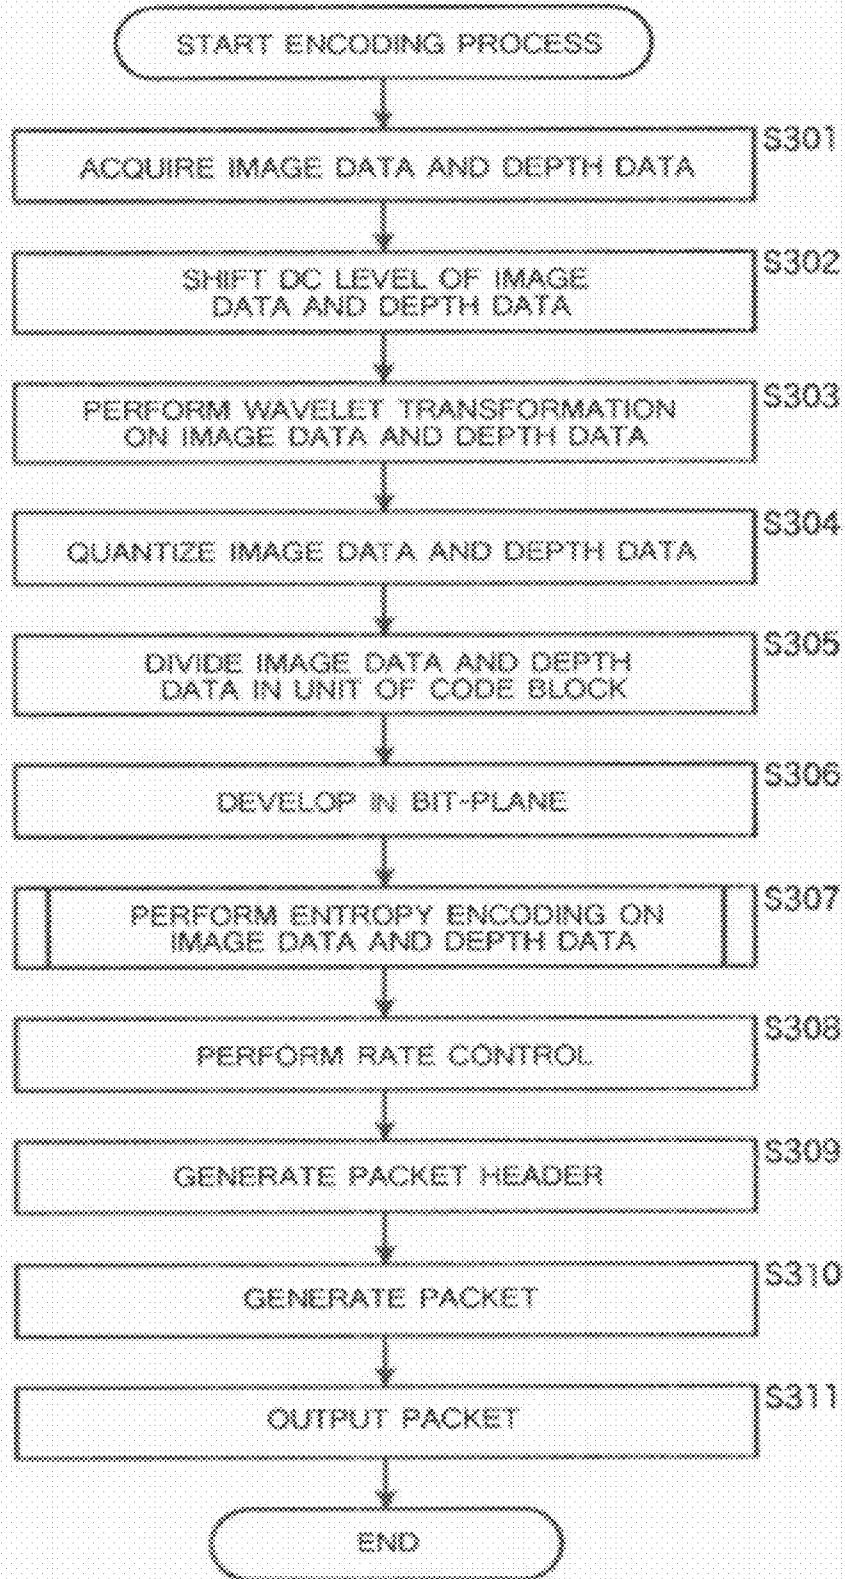 START ENCODING PROCESS
S301
ACQUIRE IMAGE DATA AND DEPTH DATA
S302
SHIFT DC LEVEL OF IMAGE
DATA AND DEPTH DATA
S303
PERFORM WAVELET TRANSFORMATION
ON IMAGE DATA AND DEPTH DATA
S304
QUANTIZE IMAGE DATA AND DEPTH DATA
S305
DIVIDE IMAGE DATA AND DEPTH
DATA IN UNIT OF CODE BLOCK
S306
DEVELOP IN BIT-PLANE
S307
PERFORM ENTROPY ENCODING ON
IMAGE DATA AND DEPTH DATA
S308
PERFORM RATE CONTROL
S309
GENERATE PACKET HEADER
S310
GENERATE PACKET
S311
OUTPUT PACKET
END